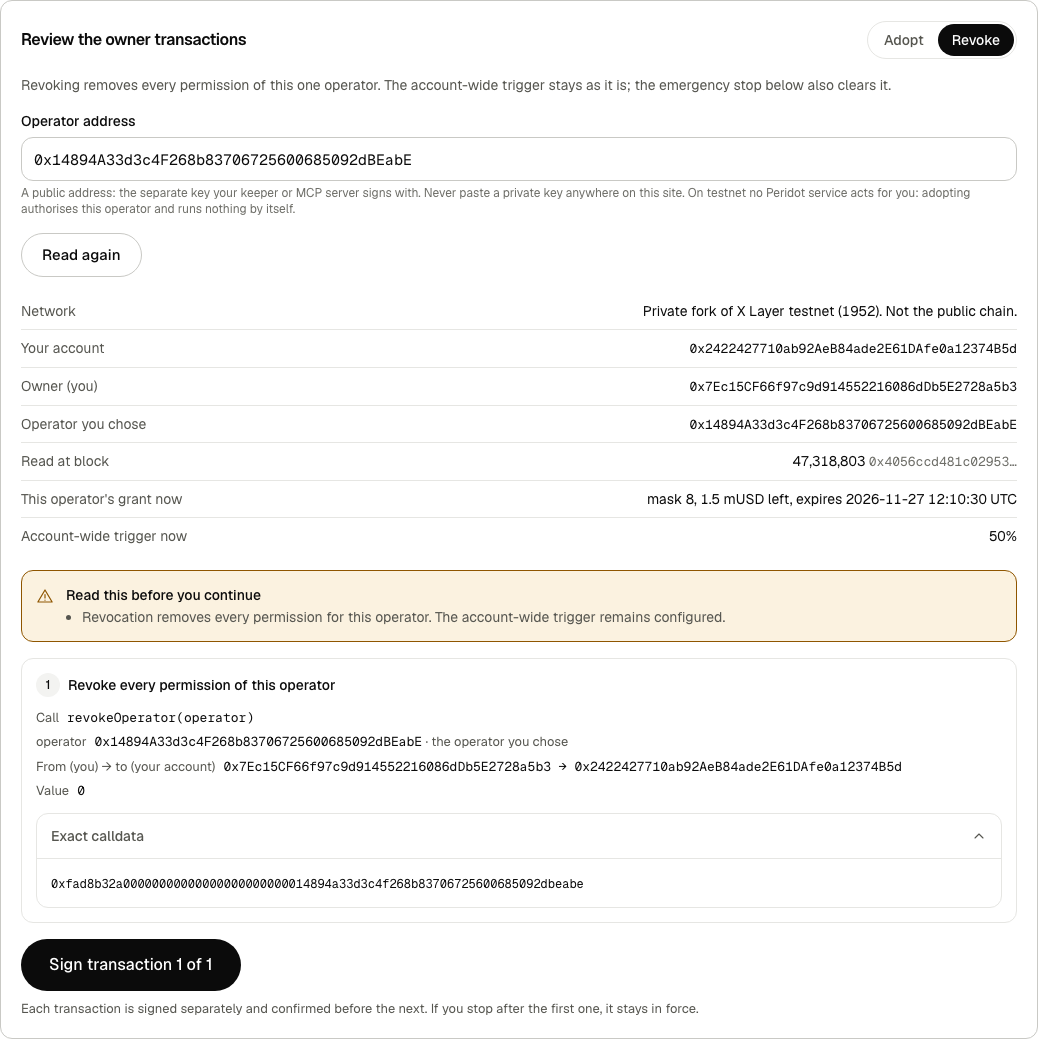 Review the owner transactions
Adopt
Revoke
Revoking removes every permission of this one operator. The account-wide trigger stays as it is; the emergency stop below also clears it.
Operator address
0x14894A33d3c4F268b83706725600685092dBEabE
A public address: the separate key your keeper or MCP server signs with. Never paste a private key anywhere on this site. On testnet no Peridot service acts for you: adopting
authorises this operator and runs nothing by itself.
Read again
Network Private fork of X Layer testnet (1952). Not the public chain.
Your account 0x2422427710ab92AeB84ade2E61DAfe0a12374B5d
Owner (you) 0x7Ec15CF66f97c9d914552216086dDb5E2728a5b3
Operator you chose 0x14894A33d3c4F268b83706725600685092dBEabE
Read at block 47,318,803 0x4056ccd481c02953…
This operator's grant now mask 8, 1.5 mUSD left, expires 2026-11-27 12:10:30 UTC
Account-wide trigger now 50%
Read this before you continue
• Revocation removes every permission for this operator. The account-wide trigger remains configured.
1 Revoke every permission of this operator
Call revokeOperator(operator)
operator 0x14894A33d3c4F268b83706725600685092dBEabE · the operator you chose
From (you) → to (your account) 0x7Ec15CF66f97c9d914552216086dDb5E2728a5b3 → 0x2422427710ab92AeB84ade2E61DAfe0a12374B5d
Value 0
Exact calldata
0xfad8b32a00000000000000000000000014894a33d3c4f268b83706725600685092dbeabe
Sign transaction 1 of 1
Each transaction is signed separately and confirmed before the next. If you stop after the first one, it stays in force.